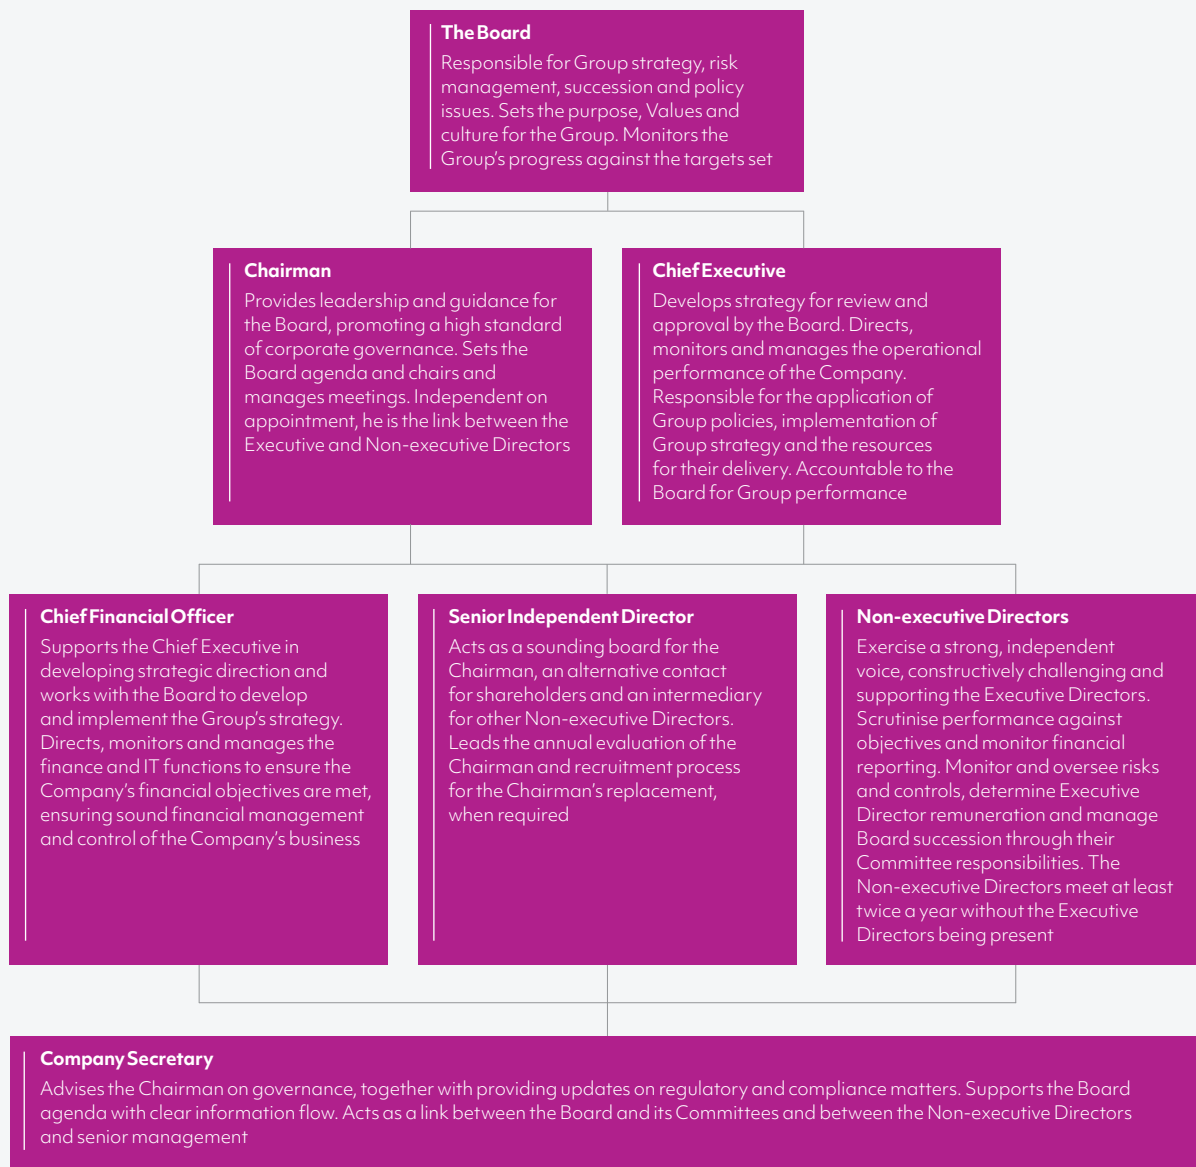 The Board
Responsible for Group strategy, risk
management, succession and policy
issues. Sets the purpose, Values and
culture for the Group. Monitors the
Group’s progress against the targets set
Chairman
Provides leadership and guidance for
the Board, promoting a high standard
of corporate governance. Sets the
Board agenda and chairs and
manages meetings. Independent on
appointment, he is the link between the
Executive and Non-executive Directors
Chief Executive
Develops strategy for review and
approval by the Board. Directs,
monitors and manages the operational
performance of the Company.
Responsible for the application of
Group policies, implementation of
Group strategy and the resources
for their delivery. Accountable to the
Board for Group performance
Chief Financial Officer
Supports the Chief Executive in
developing strategic direction and
works with the Board to develop
and implement the Group’s strategy.
Directs, monitors and manages the
finance and IT functions to ensure the
Company’s financial objectives are met,
ensuring sound financial management
and control of the Company’s business
Senior Independent Director
Acts as a sounding board for the
Chairman, an alternative contact
for shareholders and an intermediary
for other Non-executive Directors.
Leads the annual evaluation of the
Chairman and recruitment process
for the Chairman’s replacement,
when required
Non-executive Directors
Exercise a strong, independent
voice, constructively challenging and
supporting the Executive Directors.
Scrutinise performance against
objectives and monitor financial
reporting. Monitor and oversee risks
and controls, determine Executive
Director remuneration and manage
Board succession through their
Committee responsibilities. The
Non-executive Directors meet at least
twice a year without the Executive
Directors being present
Company Secretary
Advises the Chairman on governance, together with providing updates on regulatory and compliance matters. Supports the Board
agenda with clear information flow. Acts as a link between the Board and its Committees and between the Non-executive Directors
and senior management